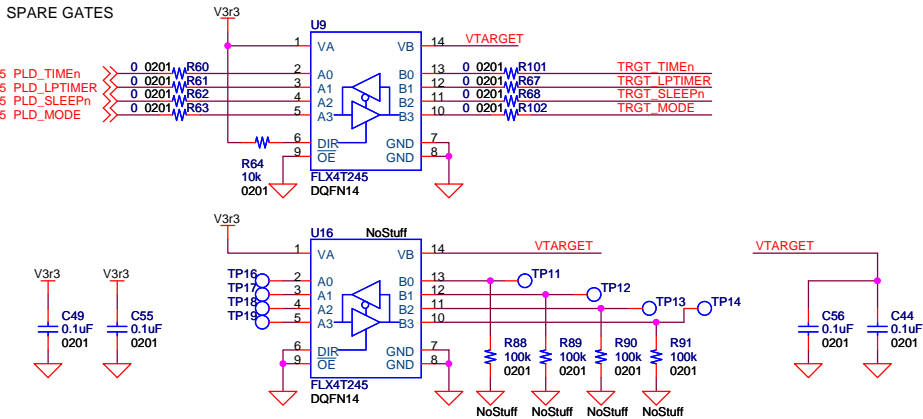 SPARE GATES
V3r3
U9
1 VA VB 14 VTARGET
5 PLD_TIMEn 0 0201 R60 2 A0 B0 13 0 0201 R101 TRGT_TIMEn
5 PLD_LPTIMER 0 0201 R61 3 A1 B1 12 0 0201 R67 TRGT_LPTIMER
5 PLD_SLEEPn 0 0201 R62 4 A2 B2 11 0 0201 R68 TRGT_SLEEPn
5 PLD_MODE 0 0201 R63 5 A3 B3 10 0 0201 R102 TRGT_MODE
6 DIR GND 7
9 OE GND 8
R64
10k
0201
FLX4T245
DQFN14
V3r3
U16 NoStuff
1 VA VB 14 VTARGET
VTARGET
TP16 2 A0 B0 13 TP11
TP17 3 A1 B1 12 TP12
TP18 4 A2 B2 11 TP13
TP19 5 A3 B3 10 TP14
6 DIR GND 7
9 OE GND 8
FLX4T245
DQFN14
V3r3 V3r3
C49
0.1uF
0201
C55
0.1uF
0201
R88
100k
0201
NoStuff
R89
100k
0201
NoStuff
R90
100k
0201
NoStuff
R91
100k
0201
NoStuff
C56
0.1uF
0201
C44
0.1uF
0201